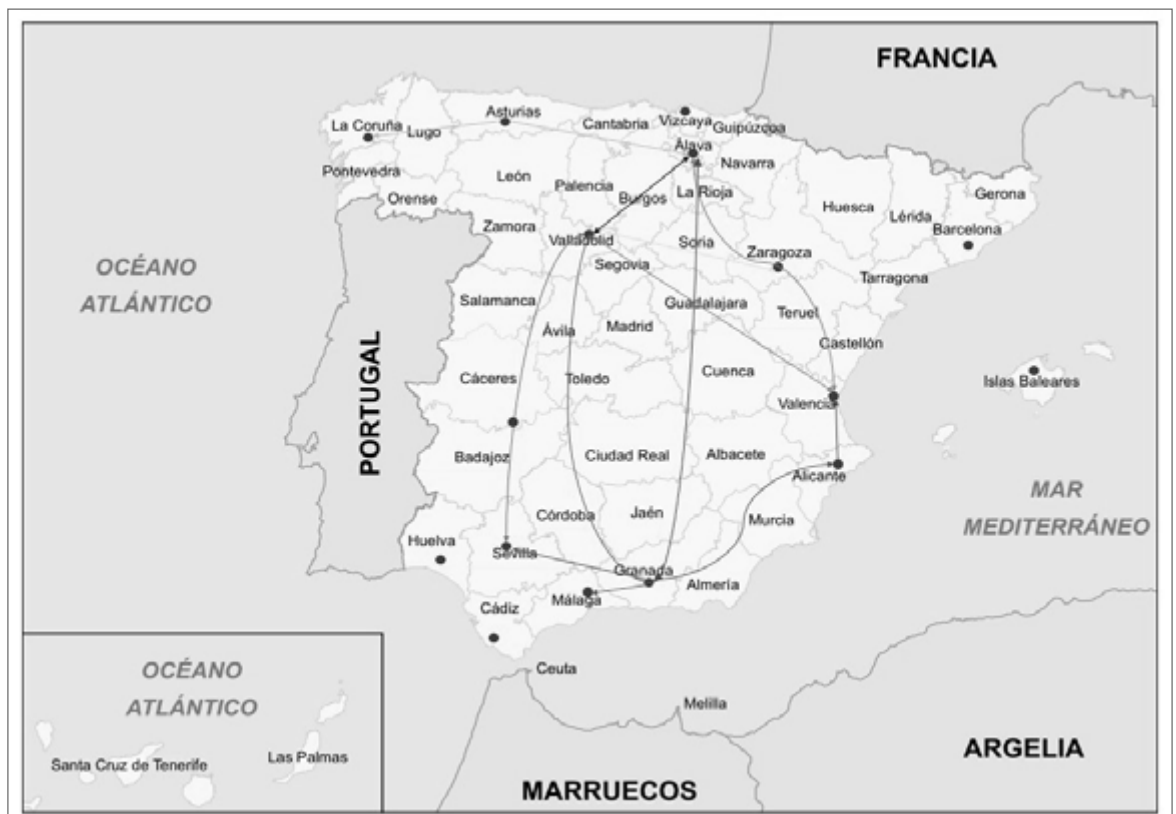 FRANCIA
La Coruña
Lugo
Asturias
Cantabria
Vizcaya
Guipúzcoa
Álava
Navarra
Pontevedra
Orense
León
Palencia
Burgos
La Rioja
Huesca
Lérida
Gerona
Barcelona
Zamora
Valladolid
Soria
Zaragoza
Segovia
Tarragona
OCÉANO
ATLÁNTICO
Salamanca
Ávila
Madrid
Guadalajara
Teruel
Castellón
PORTUGAL
Cáceres
Toledo
Cuenca
Valencia
Islas Baleares
Badajoz
Ciudad Real
Albacete
Alicante
MAR
MEDITERRÁNEO
Huelva
Sevilla
Córdoba
Jaén
Murcia
Granada
Almería
Málaga
Cádiz
Ceuta
Melilla
OCÉANO
ATLÁNTICO
Santa Cruz de Tenerife
Las Palmas
MARRUECOS
ARGELIA